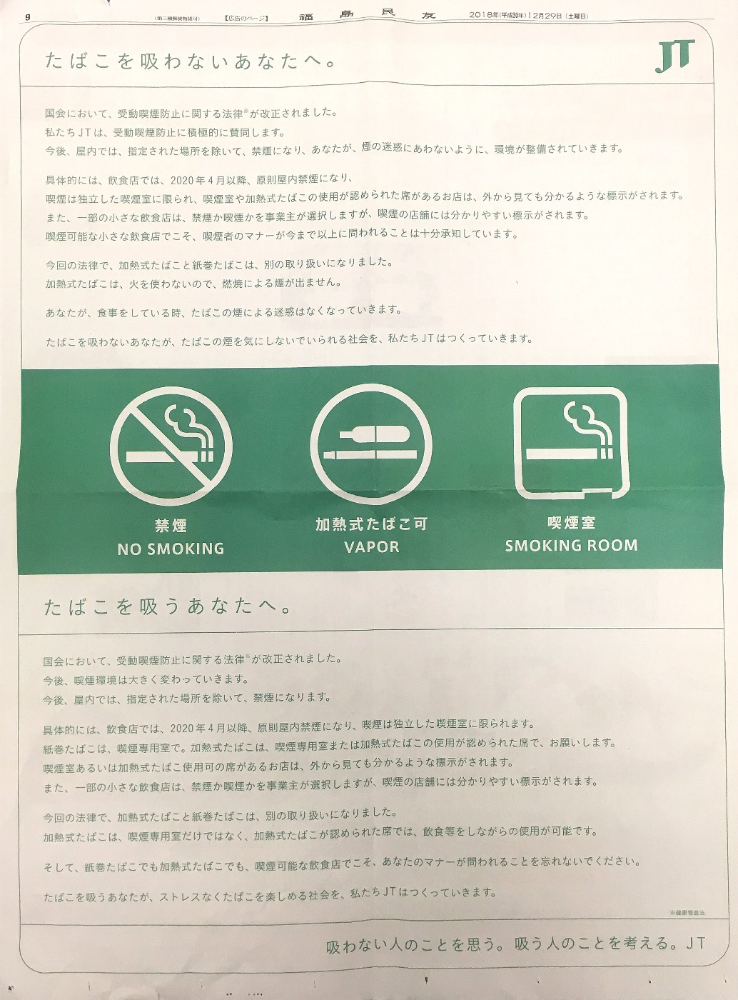 9 (第三種郵便物認可) 【広告のページ】 福島民友 2018年(平成30年)12月29日(土曜日)
たばこを吸わないあなたへ。
JT
国会において、受動喫煙防止に関する法律※が改正されました。
私たちJTは、受動喫煙防止に積極的に賛同します。
今後、屋内では、指定された場所を除いて、禁煙になり、あなたが、煙の迷惑にあわないように、環境が整備されていきます。
具体的には、飲食店では、2020年4月以降、原則屋内禁煙になり、
喫煙は独立した喫煙室に限られ、喫煙室や加熱式たばこの使用が認められた席があるお店は、外から見ても分かるような標示がされます。
また、一部の小さな飲食店は、禁煙か喫煙かを事業主が選択しますが、喫煙の店舗には分かりやすい標示がされます。
喫煙可能な小さな飲食店でこそ、喫煙者のマナーが今まで以上に問われることは十分承知しています。
今回の法律で、加熱式たばこと紙巻たばこは、別の取り扱いになりました。
加熱式たばこは、火を使わないので、燃焼による煙が出ません。
あなたが、食事をしている時、たばこの煙による迷惑はなくなっていきます。
たばこを吸わないあなたが、たばこの煙を気にしないでいられる社会を、私たちJTはつくっていきます。
禁煙
NO SMOKING
加熱式たばこ可
VAPOR
喫煙室
SMOKING ROOM
たばこを吸うあなたへ。
国会において、受動喫煙防止に関する法律※が改正されました。
今後、喫煙環境は大きく変わっていきます。
今後、屋内では、指定された場所を除いて、禁煙になります。
具体的には、飲食店では、2020年4月以降、原則屋内禁煙になり、喫煙は独立した喫煙室に限られます。
紙巻たばこは、喫煙専用室で。加熱式たばこは、喫煙専用室または加熱式たばこの使用が認められた席で、お願いします。
喫煙室あるいは加熱式たばこ使用可の席があるお店は、外から見ても分かるような標示がされます。
また、一部の小さな飲食店は、禁煙か喫煙かを事業主が選択しますが、喫煙の店舗には分かりやすい標示がされます。
今回の法律で、加熱式たばこと紙巻たばこは、別の取り扱いになりました。
加熱式たばこは、喫煙専用室だけではなく、加熱式たばこが認められた席では、飲食等をしながらの使用が可能です。
そして、紙巻たばこでも加熱式たばこでも、喫煙可能な飲食店でこそ、あなたのマナーが問われることを忘れないでください。
たばこを吸うあなたが、ストレスなくたばこを楽しめる社会を、私たちJTはつくっていきます。
※健康増進法
吸わない人のことを思う。吸う人のことを考える。JT